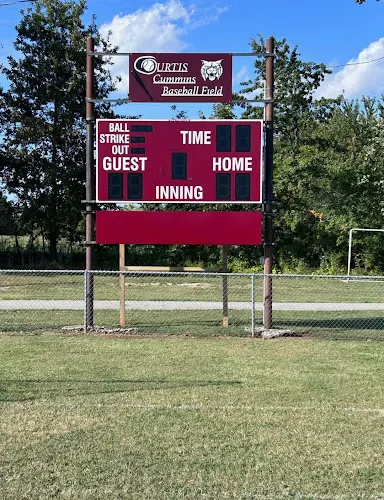 CURTIS
CUMMINS
BASEBALL FIELD
BALL
STRIKE
OUT
TIME
GUEST
HOME
INNING